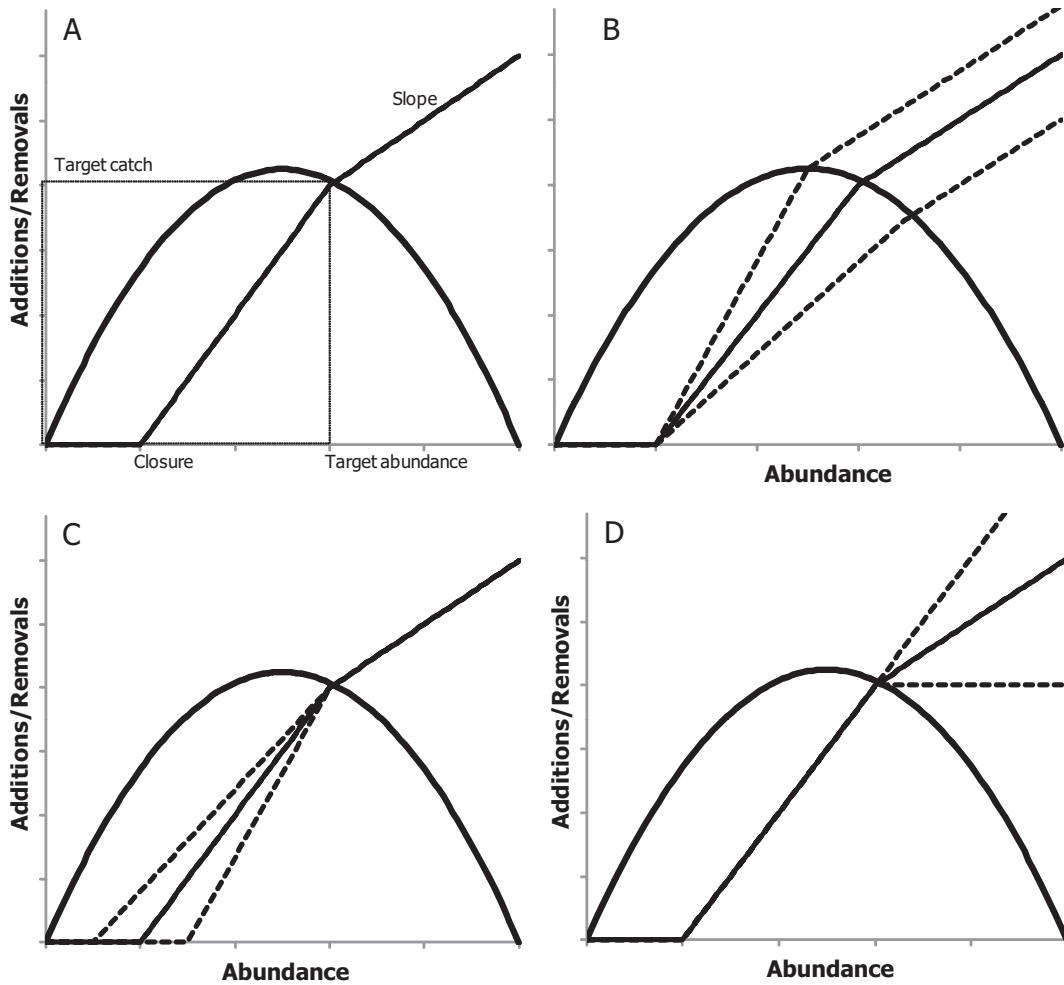 A
Additions/Removals
Slope
Target catch
Closure
Target abundance
B
Abundance
C
Additions/Removals
Abundance
D
Additions/Removals
Abundance